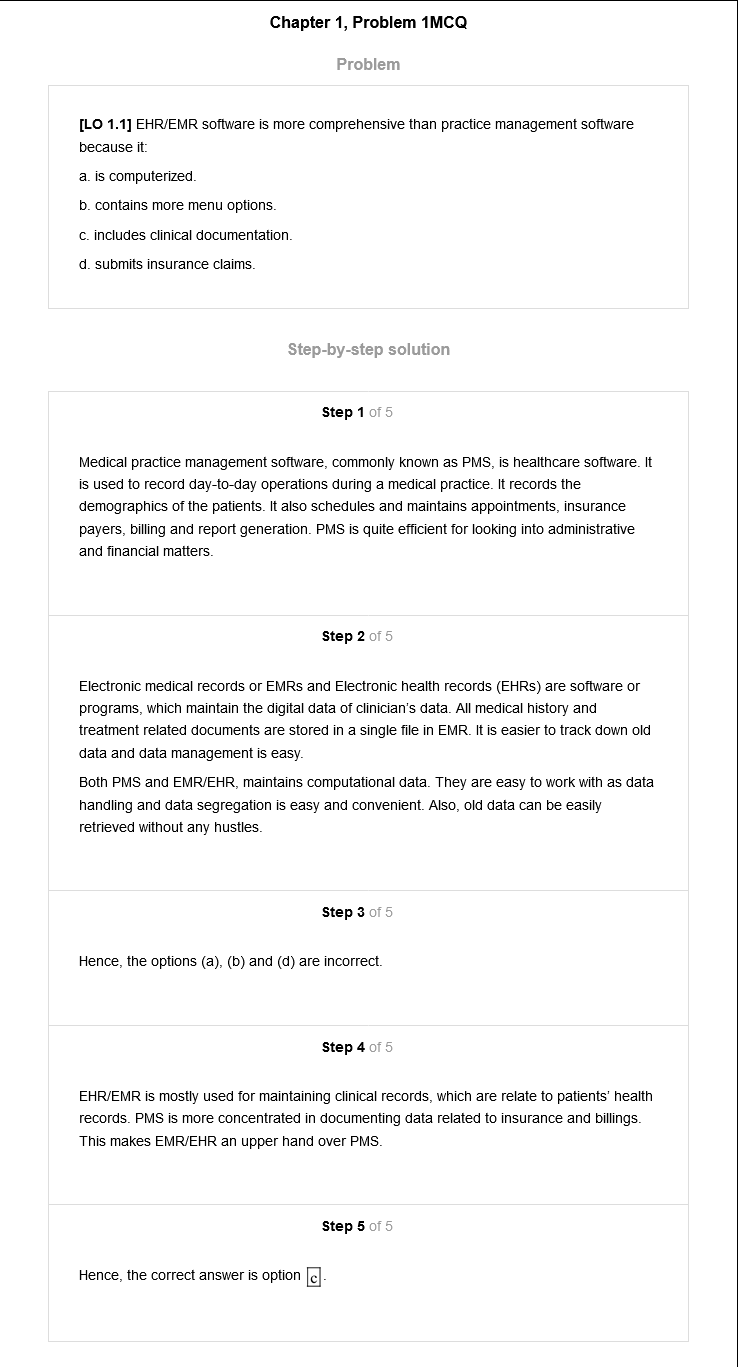 Chapter 1, Problem 1MCQ
Problem
[LO 1.1] EHR/EMR software is more comprehensive than practice management software
because it:
a. is computerized.
b. contains more menu options.
c. includes clinical documentation.
d. submits insurance claims.
Step-by-step solution
Step 1 of 5
Medical practice management software, commonly known as PMS, is healthcare software. It
is used to record day-to-day operations during a medical practice. It records the
demographics of the patients. It also schedules and maintains appointments, insurance
payers, billing and report generation. PMS is quite efficient for looking into administrative
and financial matters.
Step 2 of 5
Electronic medical records or EMRs and Electronic health records (EHRs) are software or
programs, which maintain the digital data of clinician's data. All medical history and
treatment related documents are stored in a single file in EMR. It is easier to track down old
data and data management is easy.
Both PMS and EMR/EHR, maintains computational data. They are easy to work with as data
handling and data segregation is easy and convenient. Also, old data can be easily
retrieved without any hustles.
Step 3 of 5
Hence, the options (a), (b) and (d) are incorrect.
Step 4 of 5
EHR/EMR is mostly used for maintaining clinical records, which are relate to patients' health
records. PMS is more concentrated in documenting data related to insurance and billings.
This makes EMR/EHR an upper hand over PMS.
Step 5 of 5
Hence, the correct answer is option c.